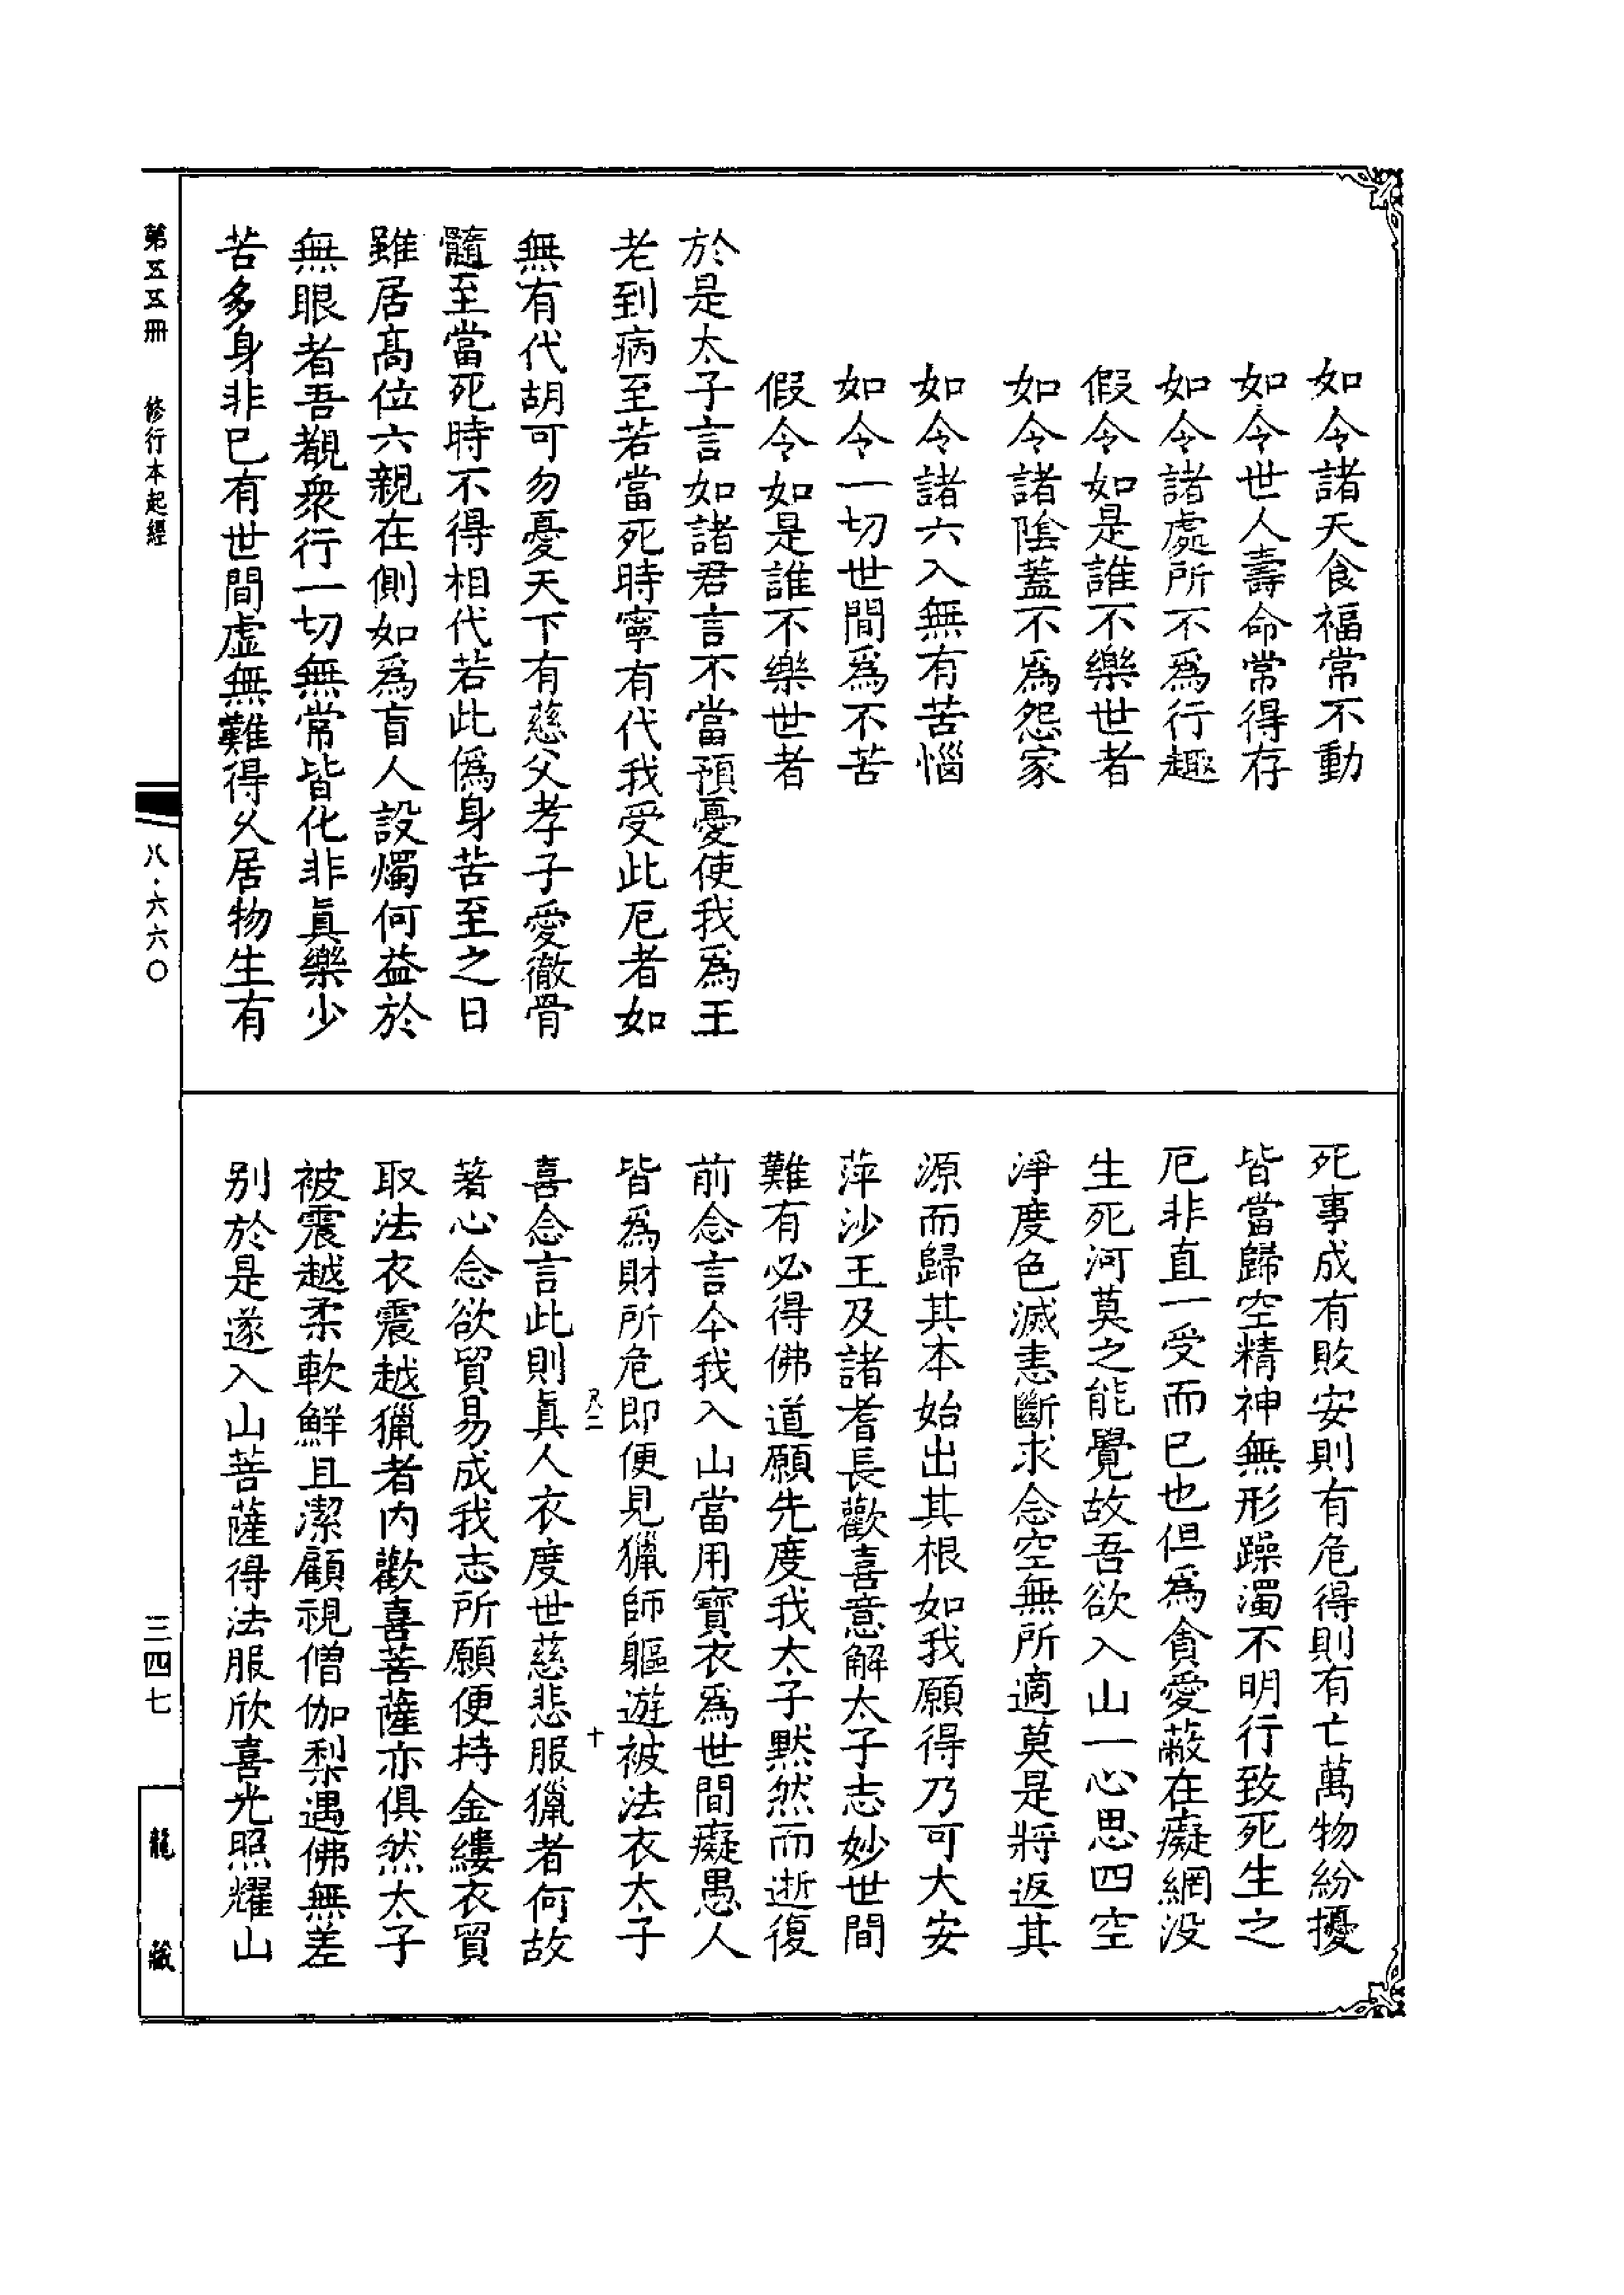 如令諸天食福常不動
如令世人壽命常得存
如令諸處所不爲行趣
假令如是誰不樂世者
如令諸陰蓋不爲怨家
如令諸六入無有苦惱
如令一切世間爲不苦
假令如是誰不樂世者
於是太子言如諸君言不當預憂使我爲王
老到病至若當死時寧有代我受此厄者如
無有代胡可勿憂天下有慈父孝子愛徹骨
髓至當死時不得相代若此僞身苦至之日
雖居高位六親在側如爲盲人設燭何益於
無眼者吾覩衆行一切無常皆化非眞樂少
苦多身非已有世間虛無難得久居物生有
死事成有敗安則有危得則有亡萬物紛擾
皆當歸空精神無形躁濁不明行致死生之
厄非直一受而已也但爲貪愛蔽在癡網没
生死河莫之能覺故吾欲入山一心思四空
淨度色滅恚斷求念空無所適莫是將返其
源而歸其本始出其根如我願得乃可大安
萍沙王及諸耆長歡喜意解太子志妙世間
難有必得佛道願先度我太子默然而逝復
前念言今我入山當用寶衣爲世間癡愚人
皆爲財所危即便見獵師軀遊被法衣太子
尺二
十
喜念言此則眞人衣度世慈悲服獵者何故
著心念欲貿易成我志所願便持金縷衣貿
取法衣震越獵者内歡喜菩薩亦俱然太子
被震越柔軟鮮且潔顧視僧伽梨遇佛無差
别於是遂入山菩薩得法服欣喜光照耀山
第五五冊
修行本起經
八·六六〇
三四七
龍藏